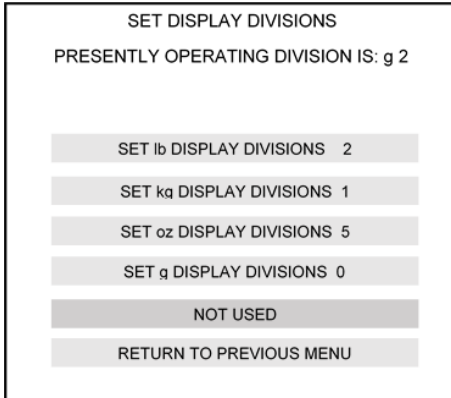 SET DISPLAY DIVISIONS
PRESENTLY OPERATING DIVISION IS: g 2
SET lb DISPLAY DIVISIONS 2
SET kg DISPLAY DIVISIONS 1
SET oz DISPLAY DIVISIONS 5
SET g DISPLAY DIVISIONS 0
NOT USED
RETURN TO PREVIOUS MENU